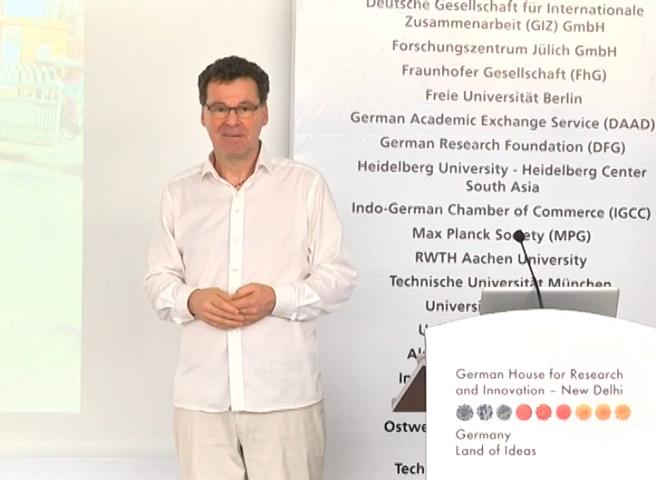 Deutsche Gesellschaft für Internationale
Zusammenarbeit (GIZ) GmbH
Forschungszentrum Jülich GmbH
Fraunhofer Gesellschaft (FhG)
Freie Universität Berlin
German Academic Exchange Service (DAAD)
German Research Foundation (DFG)
Heidelberg University - Heidelberg Center
South Asia
Indo-German Chamber of Commerce (IGCC)
Max Planck Society (MPG)
RWTH Aachen University
Technische Universität München
Ostwe
Tech
German House for Research
and Innovation - New Delhi
Germany
Land of Ideas